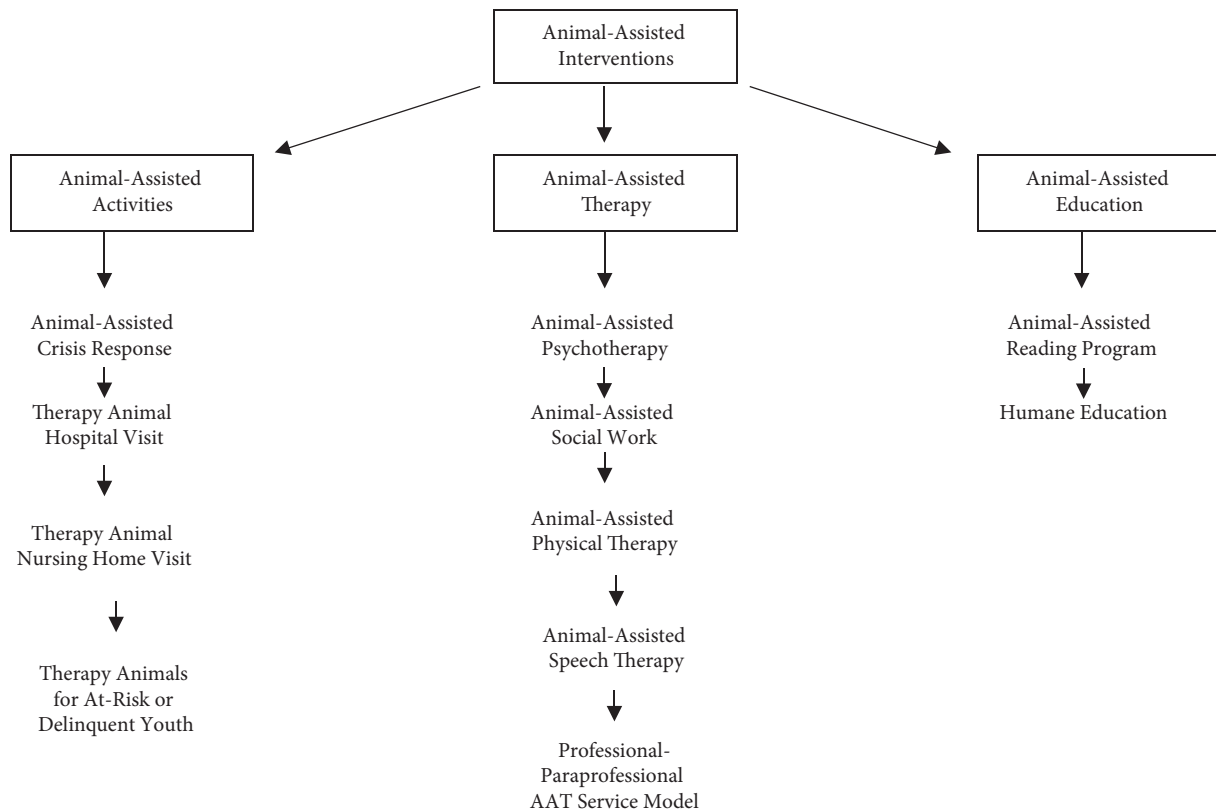 Animal-Assisted
Interventions
Animal-Assisted
Activities
Animal-Assisted
Therapy
Animal-Assisted
Education
Animal-Assisted
Crisis Response
Therapy Animal
Hospital Visit
Therapy Animal
Nursing Home Visit
Therapy Animals
for At-Risk or
Delinquent Youth
Animal-Assisted
Psychotherapy
Animal-Assisted
Social Work
Animal-Assisted
Physical Therapy
Animal-Assisted
Speech Therapy
Professional-
Paraprofessional
AAT Service Model
Animal-Assisted
Reading Program
Humane Education